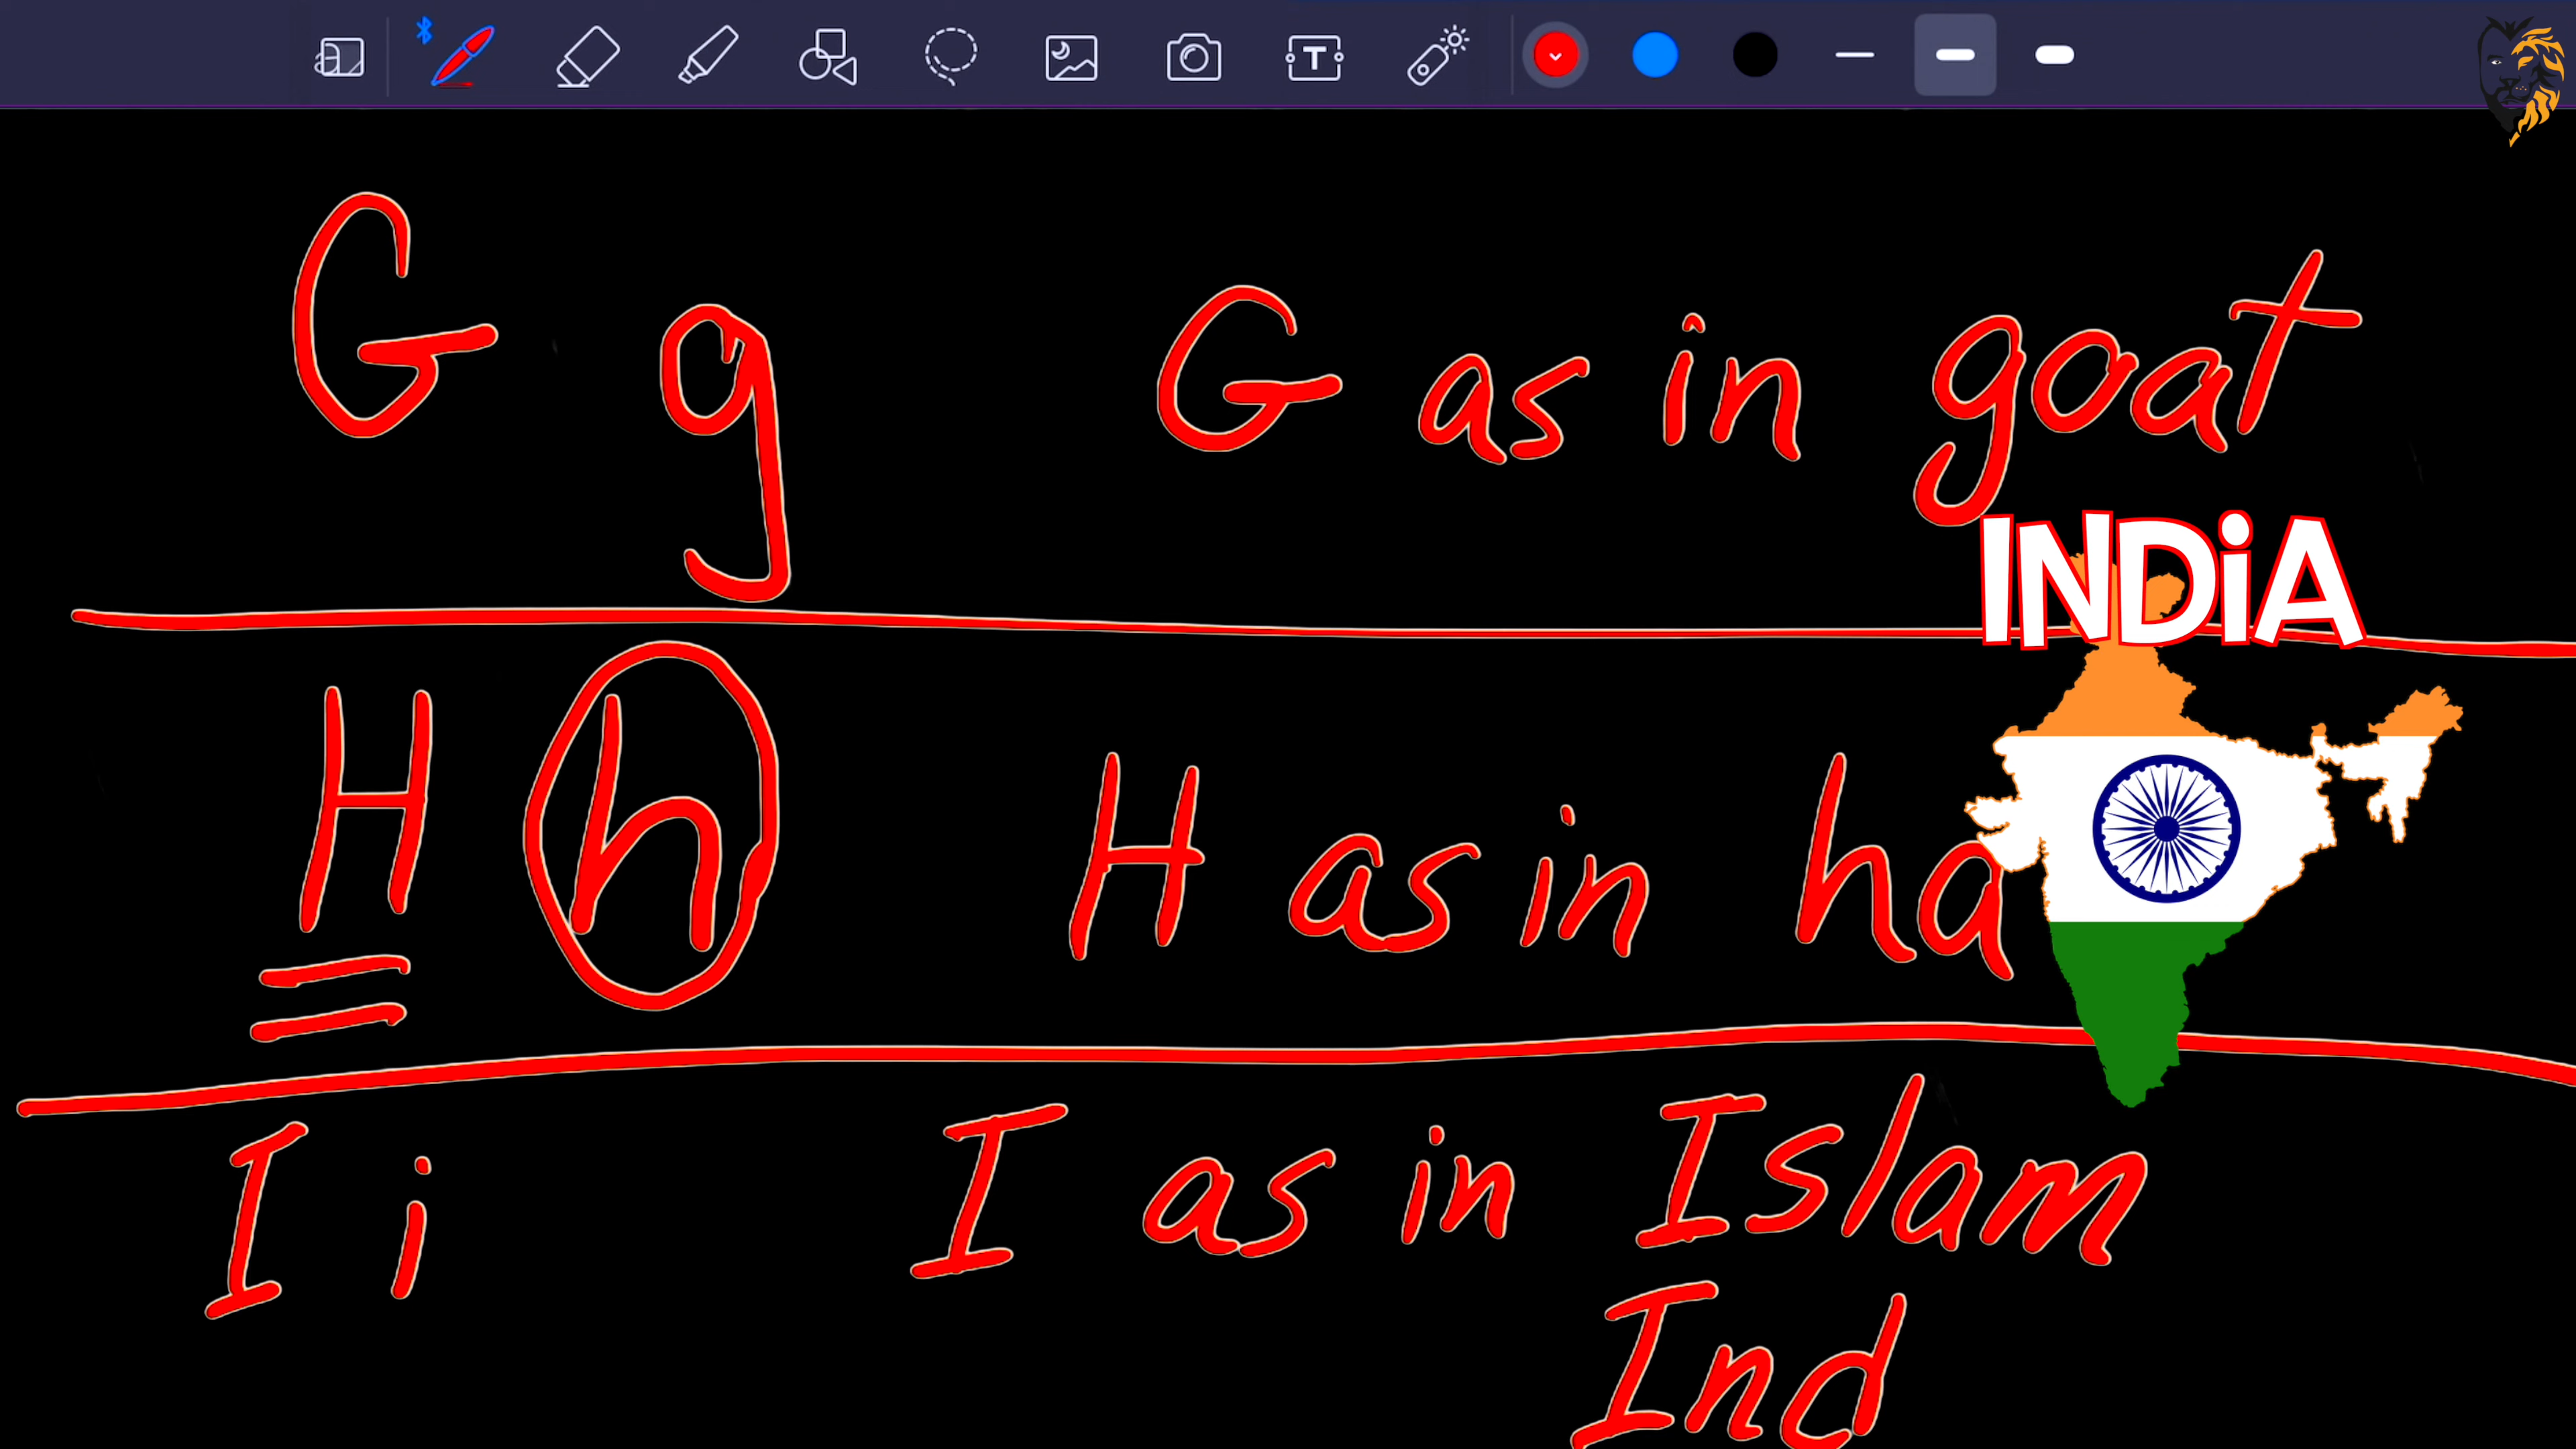 G g G as in goat
INDiA
H h H as in ha
I i I as in Islam
Ind